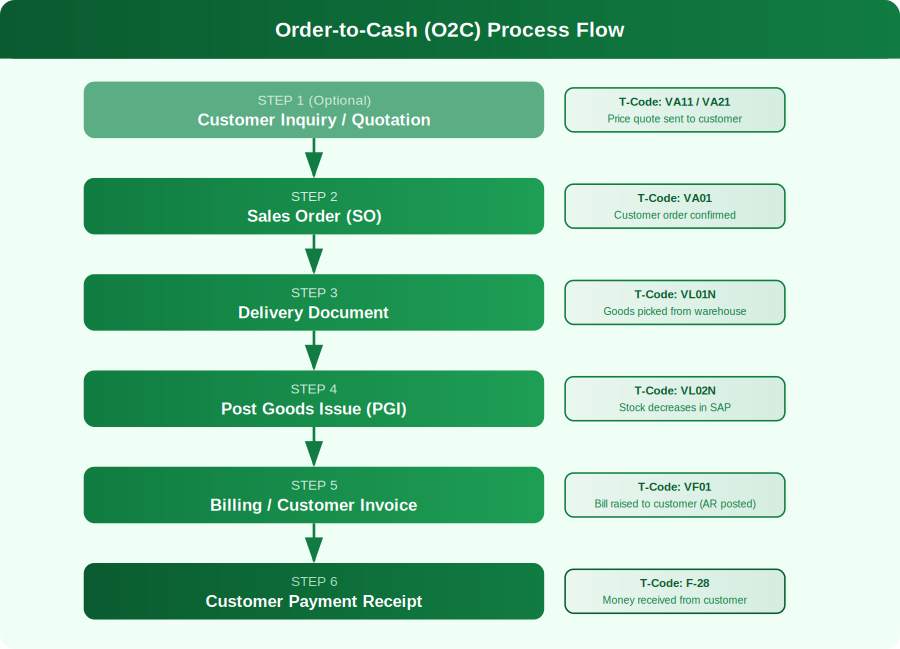 Order-to-Cash (O2C) Process Flow
STEP 1 (Optional)
Customer Inquiry / Quotation
T-Code: VA11 / VA21
Price quote sent to customer
STEP 2
Sales Order (SO)
T-Code: VA01
Customer order confirmed
STEP 3
Delivery Document
T-Code: VL01N
Goods picked from warehouse
STEP 4
Post Goods Issue (PGI)
T-Code: VL02N
Stock decreases in SAP
STEP 5
Billing / Customer Invoice
T-Code: VF01
Bill raised to customer (AR posted)
STEP 6
Customer Payment Receipt
T-Code: F-28
Money received from customer